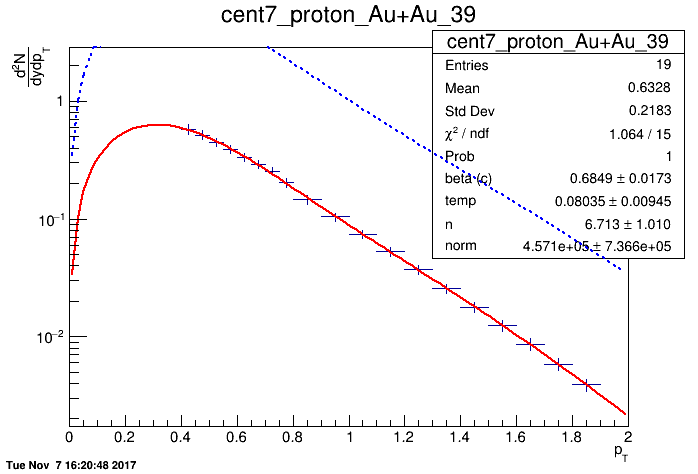 cent7_proton_Au+Au_39
cent7_proton_Au+Au_39
Entries 19
Mean 0.6328
Std Dev 0.2183
χ² / ndf 1.064 / 15
Prob 1
beta (c) 0.6849 ± 0.0173
temp 0.08035 ± 0.00945
n 6.713 ± 1.010
norm 4.571e+05 ± 7.366e+05
d²N
dydp_T
1
10⁻¹
10⁻²
0 0.2 0.4 0.6 0.8 1 1.2 1.4 1.6 1.8 2
p_T
Tue Nov 7 16:20:48 2017